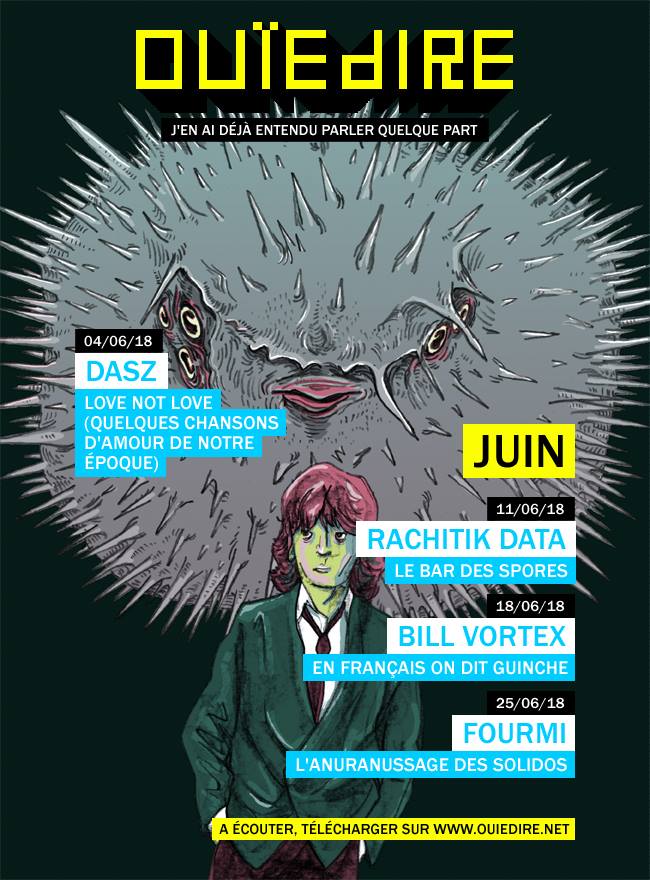 OUÏEDIRE
J'EN AI DÉJÀ ENTENDU PARLER QUELQUE PART
04/06/18
DASZ
LOVE NOT LOVE
(QUELQUES CHANSONS
D'AMOUR DE NOTRE
ÉPOQUE)
JUIN
11/06/18
RACHITIK DATA
LE BAR DES SPORES
18/06/18
BILL VORTEX
EN FRANÇAIS ON DIT GUINCHE
25/06/18
FOURMI
L'ANURANUSSAGE DES SOLIDOS
A ÉCOUTER, TÉLÉCHARGER SUR WWW.OUIEDIRE.NET